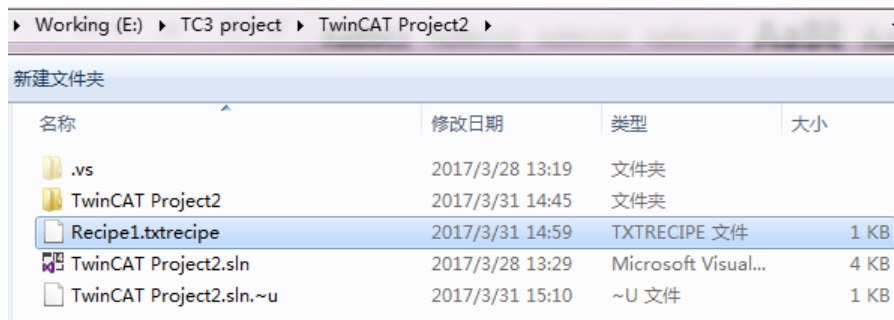 Working (E:) ▸ TC3 project ▸ TwinCAT Project2 ▸
新建文件夹
名称 修改日期 类型 大小
.vs 2017/3/28 13:19 文件夹
TwinCAT Project2 2017/3/31 14:45 文件夹
Recipe1.txtrecipe 2017/3/31 14:59 TXTRECIPE 文件 1 KB
TwinCAT Project2.sln 2017/3/28 13:29 Microsoft Visual... 4 KB
TwinCAT Project2.sln.~u 2017/3/31 15:10 ~U 文件 1 KB